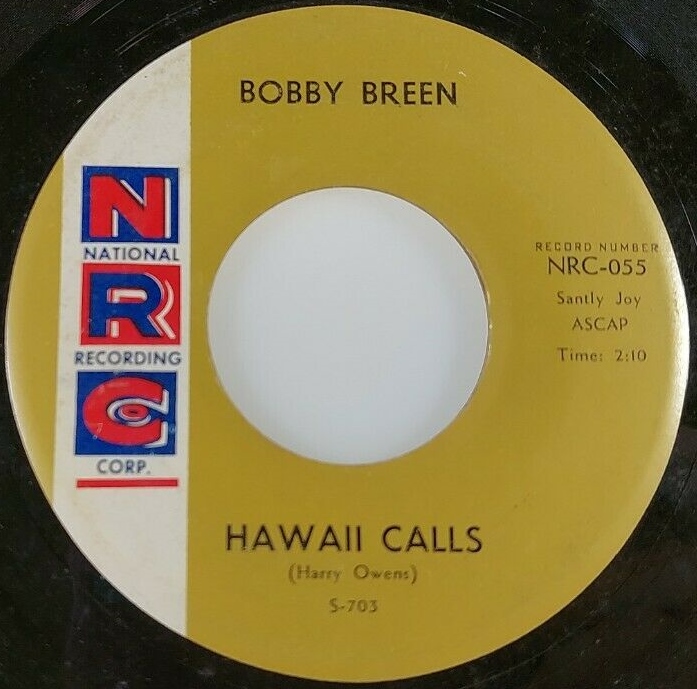 BOBBY BREEN
N
NATIONAL
R
RECORDING
C
CORP.
RECORD NUMBER
NRC-055
Santly Joy
ASCAP
Time: 2:10
HAWAII CALLS
(Harry Owens)
S-703